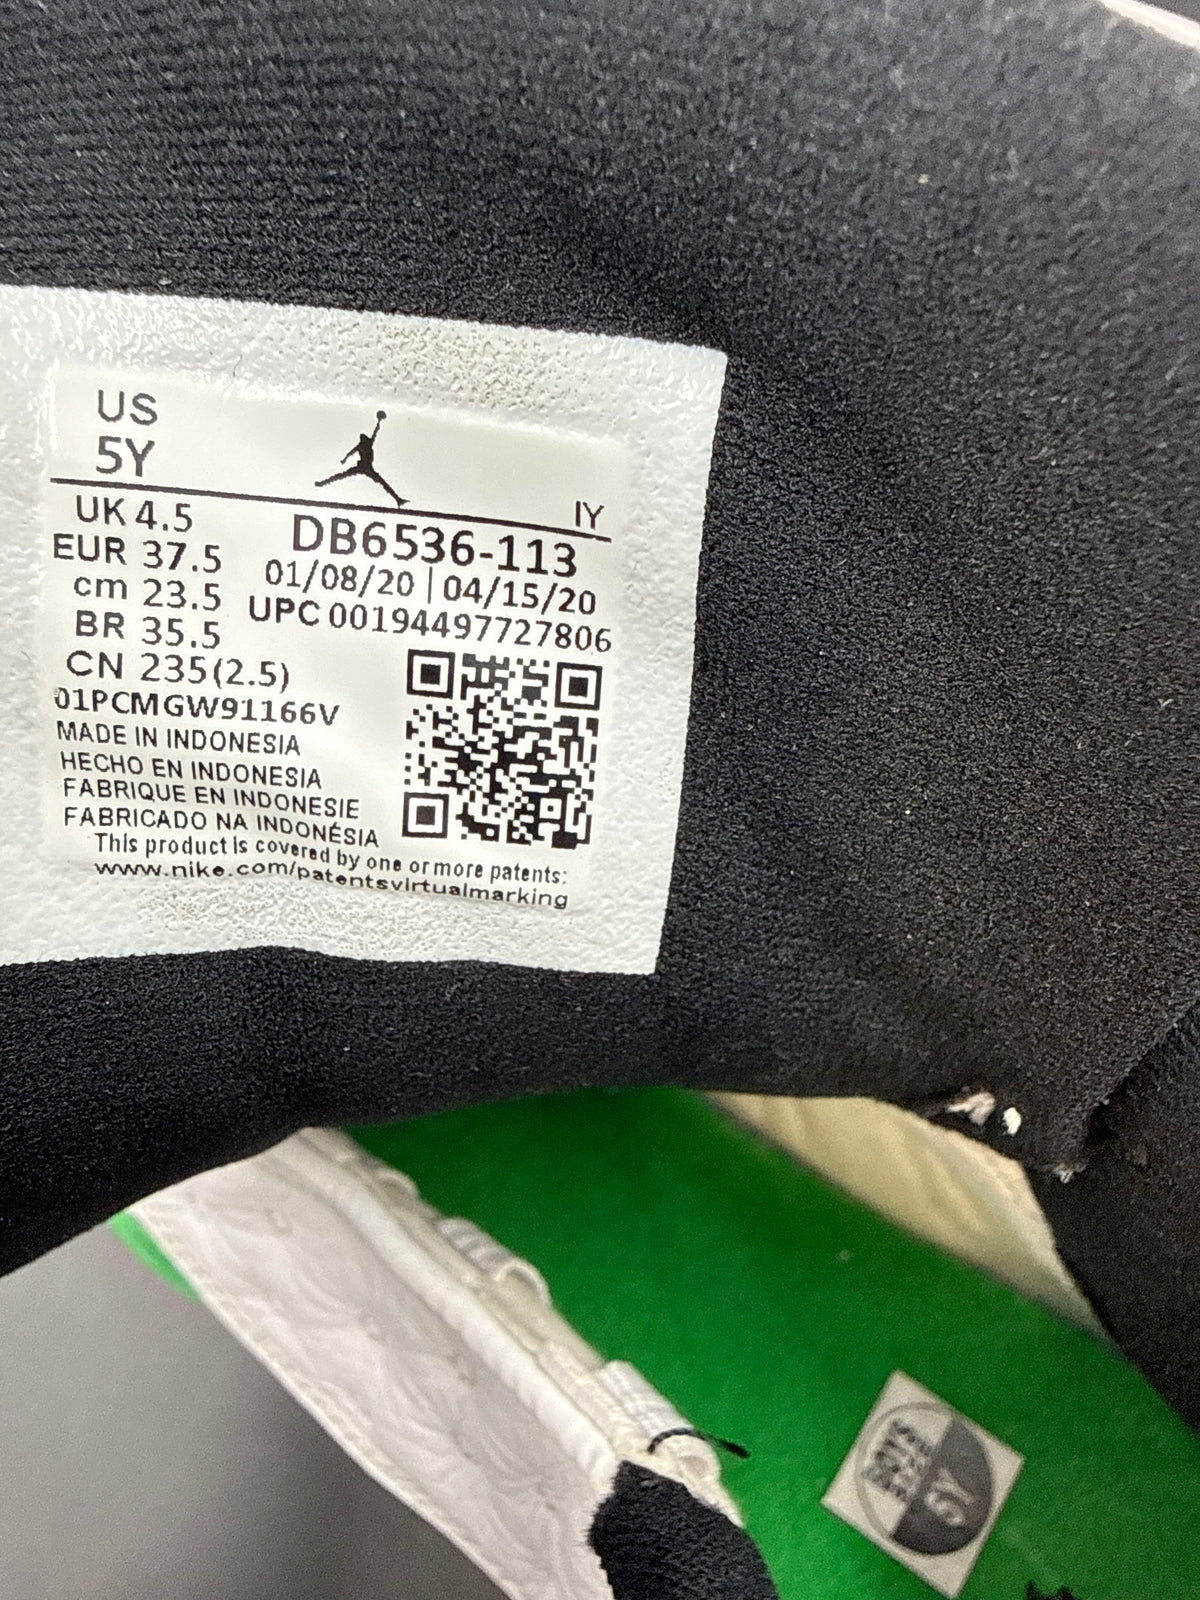 US
5Y
IY
UK 4.5
DB6536-113
EUR 37.5
01/08/20 | 04/15/20
cm 23.5
UPC 00194497727806
BR 35.5
CN 235(2.5)
01PCMGW91166V
MADE IN INDONESIA
HECHO EN INDONESIA
FABRIQUE EN INDONESIE
FABRICADO NA INDONÉSIA
This product is covered by one or more patents:
www.nike.com/patentsvirtualmarking
5Y